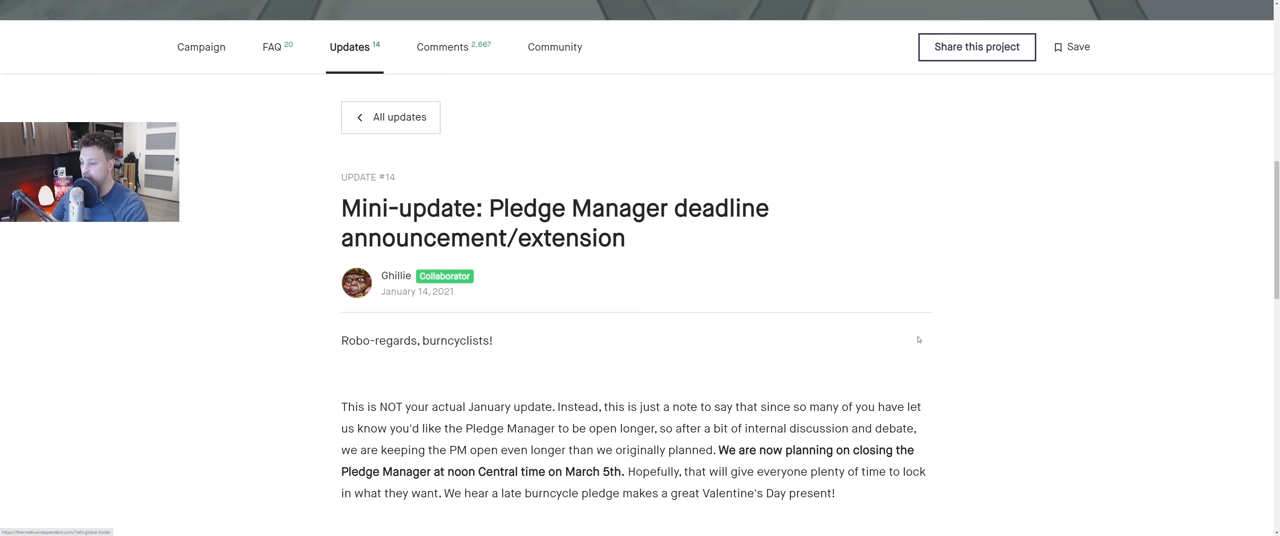 Campaign
FAQ 20
Updates 14
Comments 2,667
Community
Share this project
Save
All updates
UPDATE #14
Mini-update: Pledge Manager deadline
announcement/extension
Ghillie Collaborator
January 14, 2021
Robo-regards, burncyclists!
This is NOT your actual January update. Instead, this is just a note to say that since so many of you have let
us know you'd like the Pledge Manager to be open longer, so after a bit of internal discussion and debate,
we are keeping the PM open even longer than we originally planned. We are now planning on closing the
Pledge Manager at noon Central time on March 5th. Hopefully, that will give everyone plenty of time to lock
in what they want. We hear a late burncycle pledge makes a great Valentine's Day present!
https://thecreativeindependent.com/?ref=global-footer